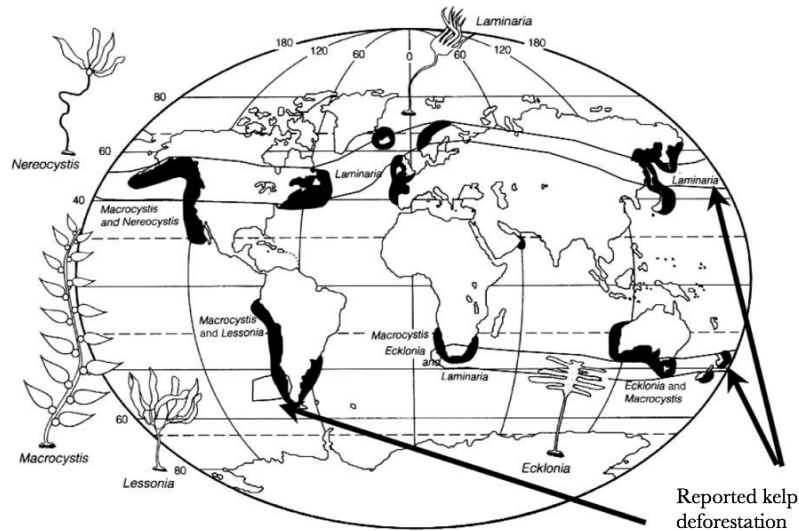 Laminaria
180
120
60
0
60
120
180
80
Nereocystis
60
Laminaria
Laminaria
40
Macrocystis
and Nereocystis
Macrocystis
and Lessonia
Macrocystis
Ecklonia
and
Laminaria
Ecklonia and
Macrocystis
60
Macrocystis
Lessonia
80
Ecklonia
Reported kelp
deforestation